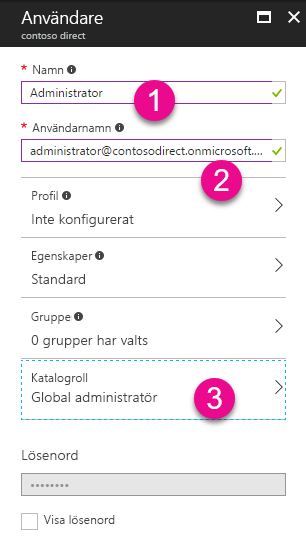 Användare
contoso direct
* Namn
Administrator
1
* Användarnamn
administrator@contosodirect.onmicrosoft....
2
Profil
Inte konfigurerat
Egenskaper
Standard
Gruppe
0 grupper har valts
Katalogroll
Global administratör
3
Lösenord
••••••••
Visa lösenord